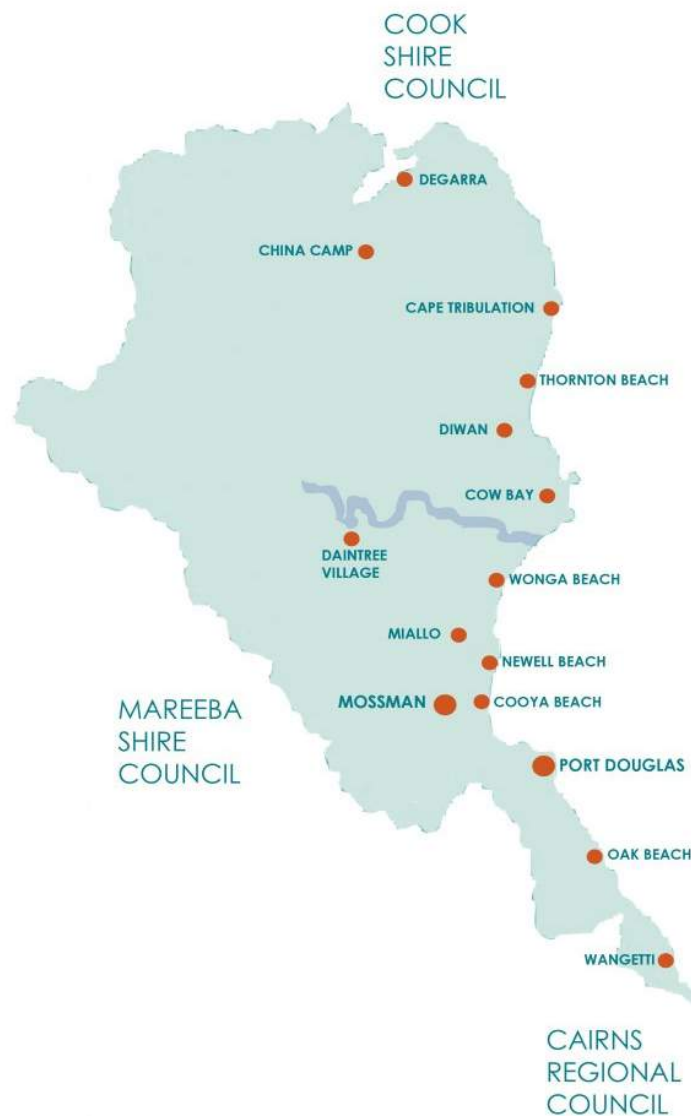 COOK
SHIRE
COUNCIL
DEGARRA
CHINA CAMP
CAPE TRIBULATION
THORNTON BEACH
DIWAN
COW BAY
DAINTREE
VILLAGE
WONGA BEACH
MIALLO
NEWELL BEACH
MOSSMAN
COOYA BEACH
MAREEBA
SHIRE
COUNCIL
PORT DOUGLAS
OAK BEACH
WANGETTI
CAIRNS
REGIONAL
COUNCIL